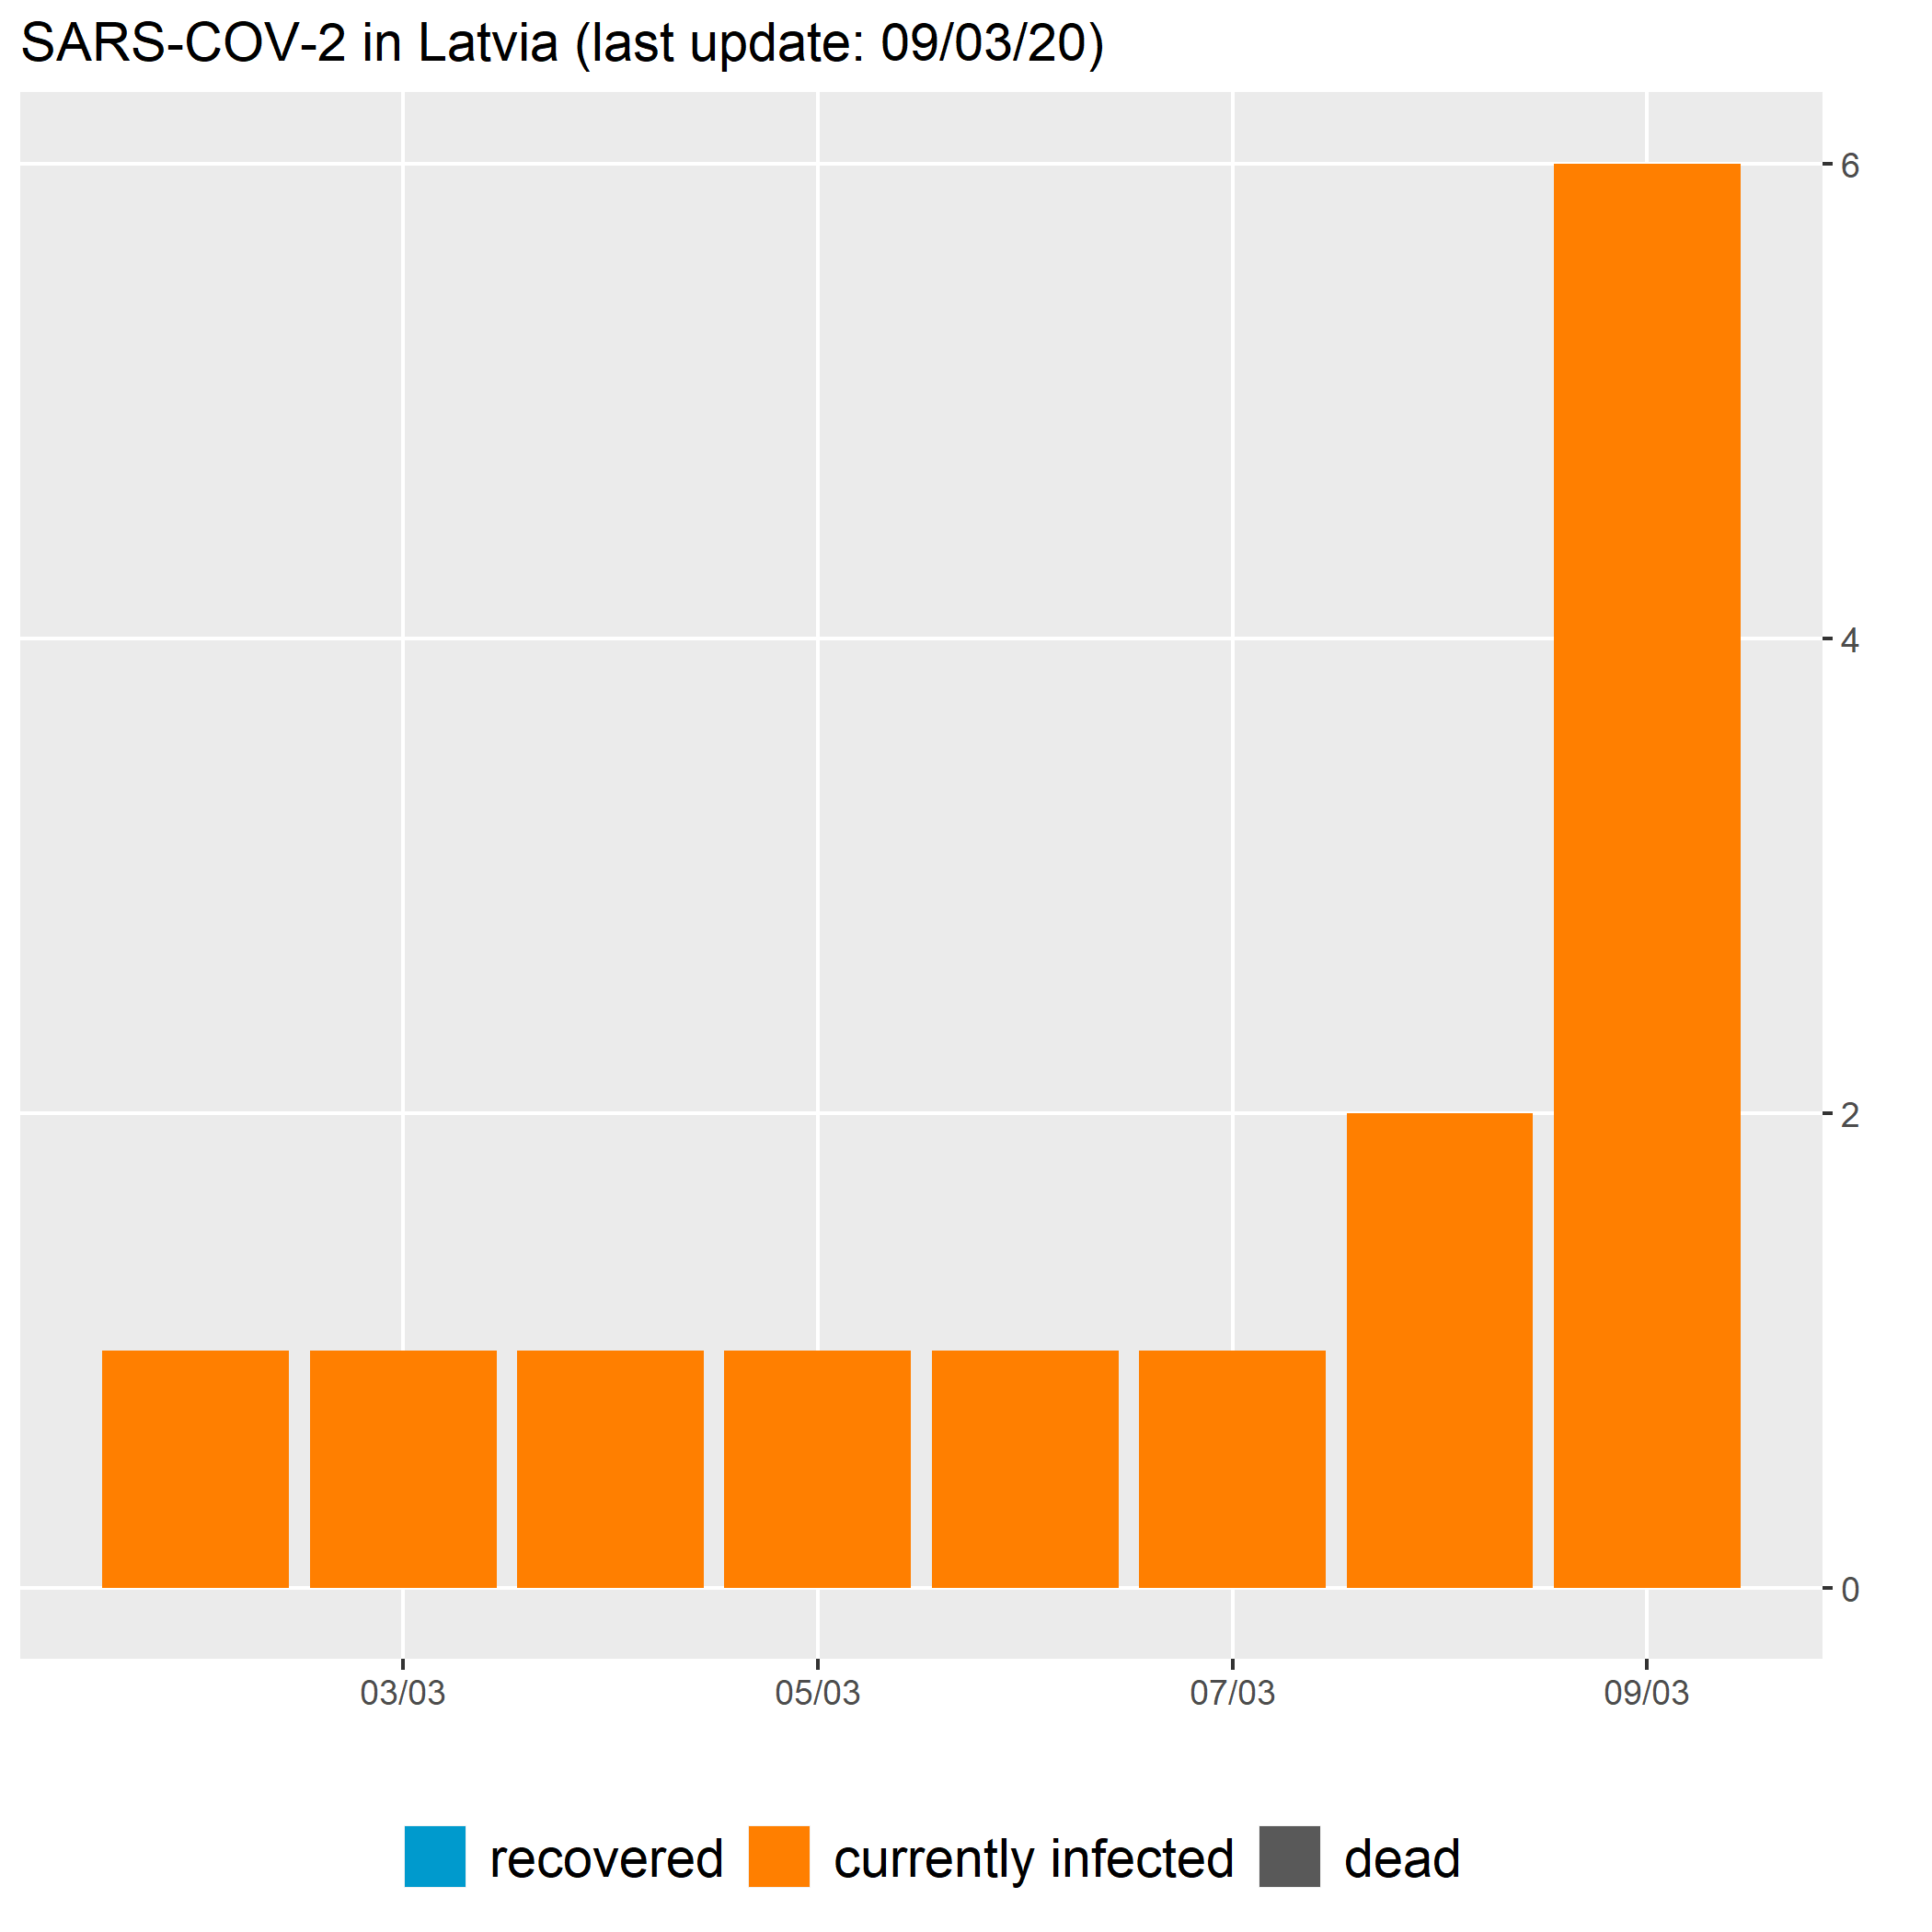 SARS-COV-2 in Latvia (last update: 09/03/20)
6
4
2
0
03/03 05/03 07/03 09/03
recovered currently infected dead